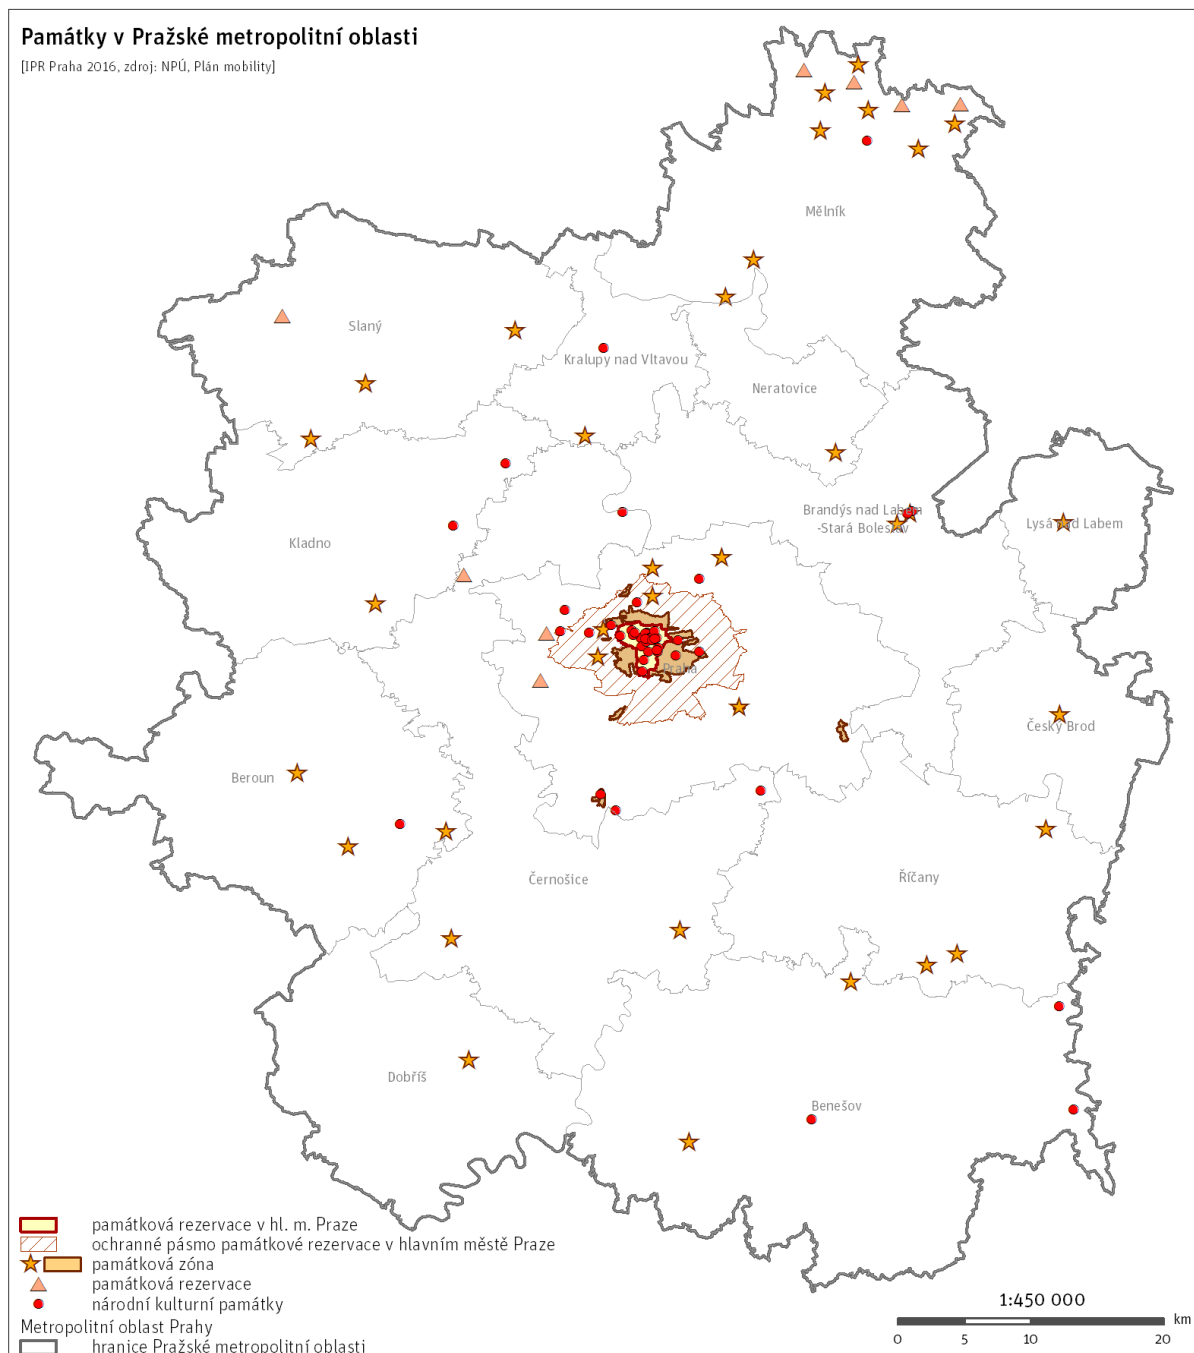 Památky v Pražské metropolitní oblasti
[IPR Praha 2016, zdroj: NPÚ, Plán mobility]
Mělník
Slaný
Kralupy nad Vltavou
Neratovice
Brandýs nad Labem
-Stará Boleslav
Lysá nad Labem
Kladno
Praha
Český Brod
Beroun
Černošice
Říčany
Dobříš
Benešov
památková rezervace v hl. m. Praze
ochranné pásmo památkové rezervace v hlavním městě Praze
památková zóna
památková rezervace
národní kulturní památky
Metropolitní oblast Prahy
hranice Pražské metropolitní oblasti
1:450 000
km
0 5 10 20